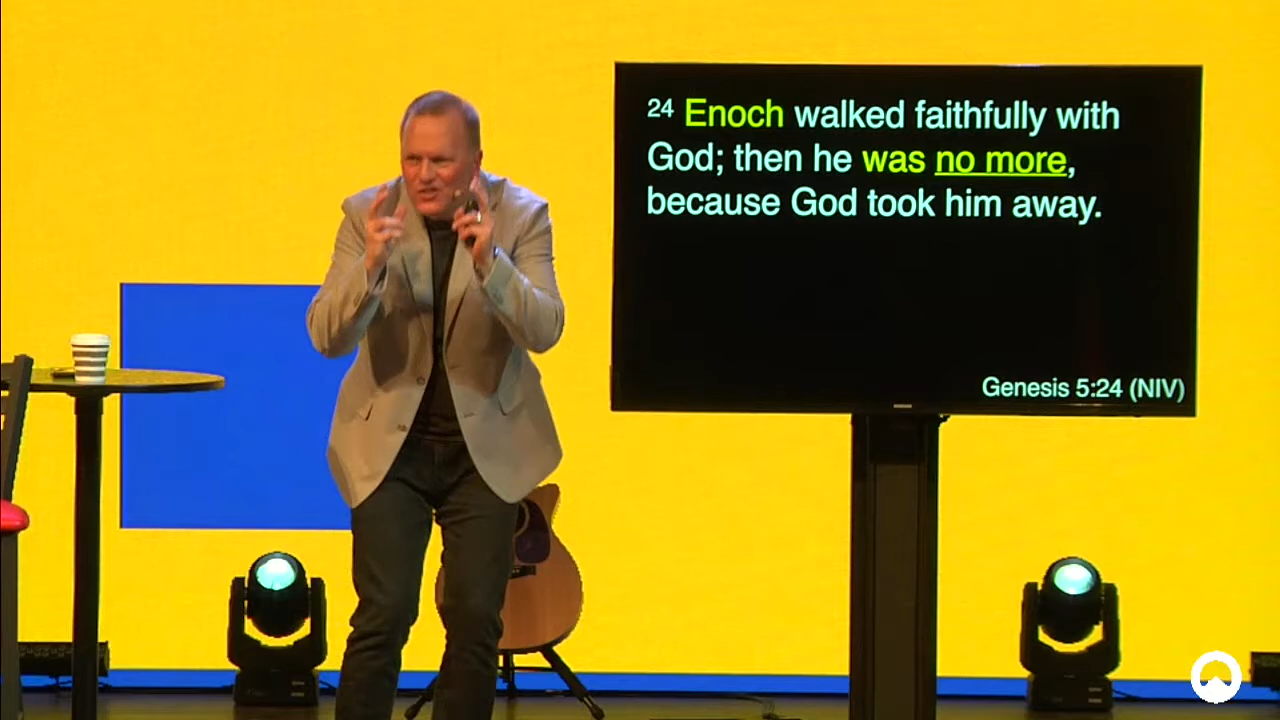 24 Enoch walked faithfully with
God; then he was no more,
because God took him away.
Genesis 5:24 (NIV)